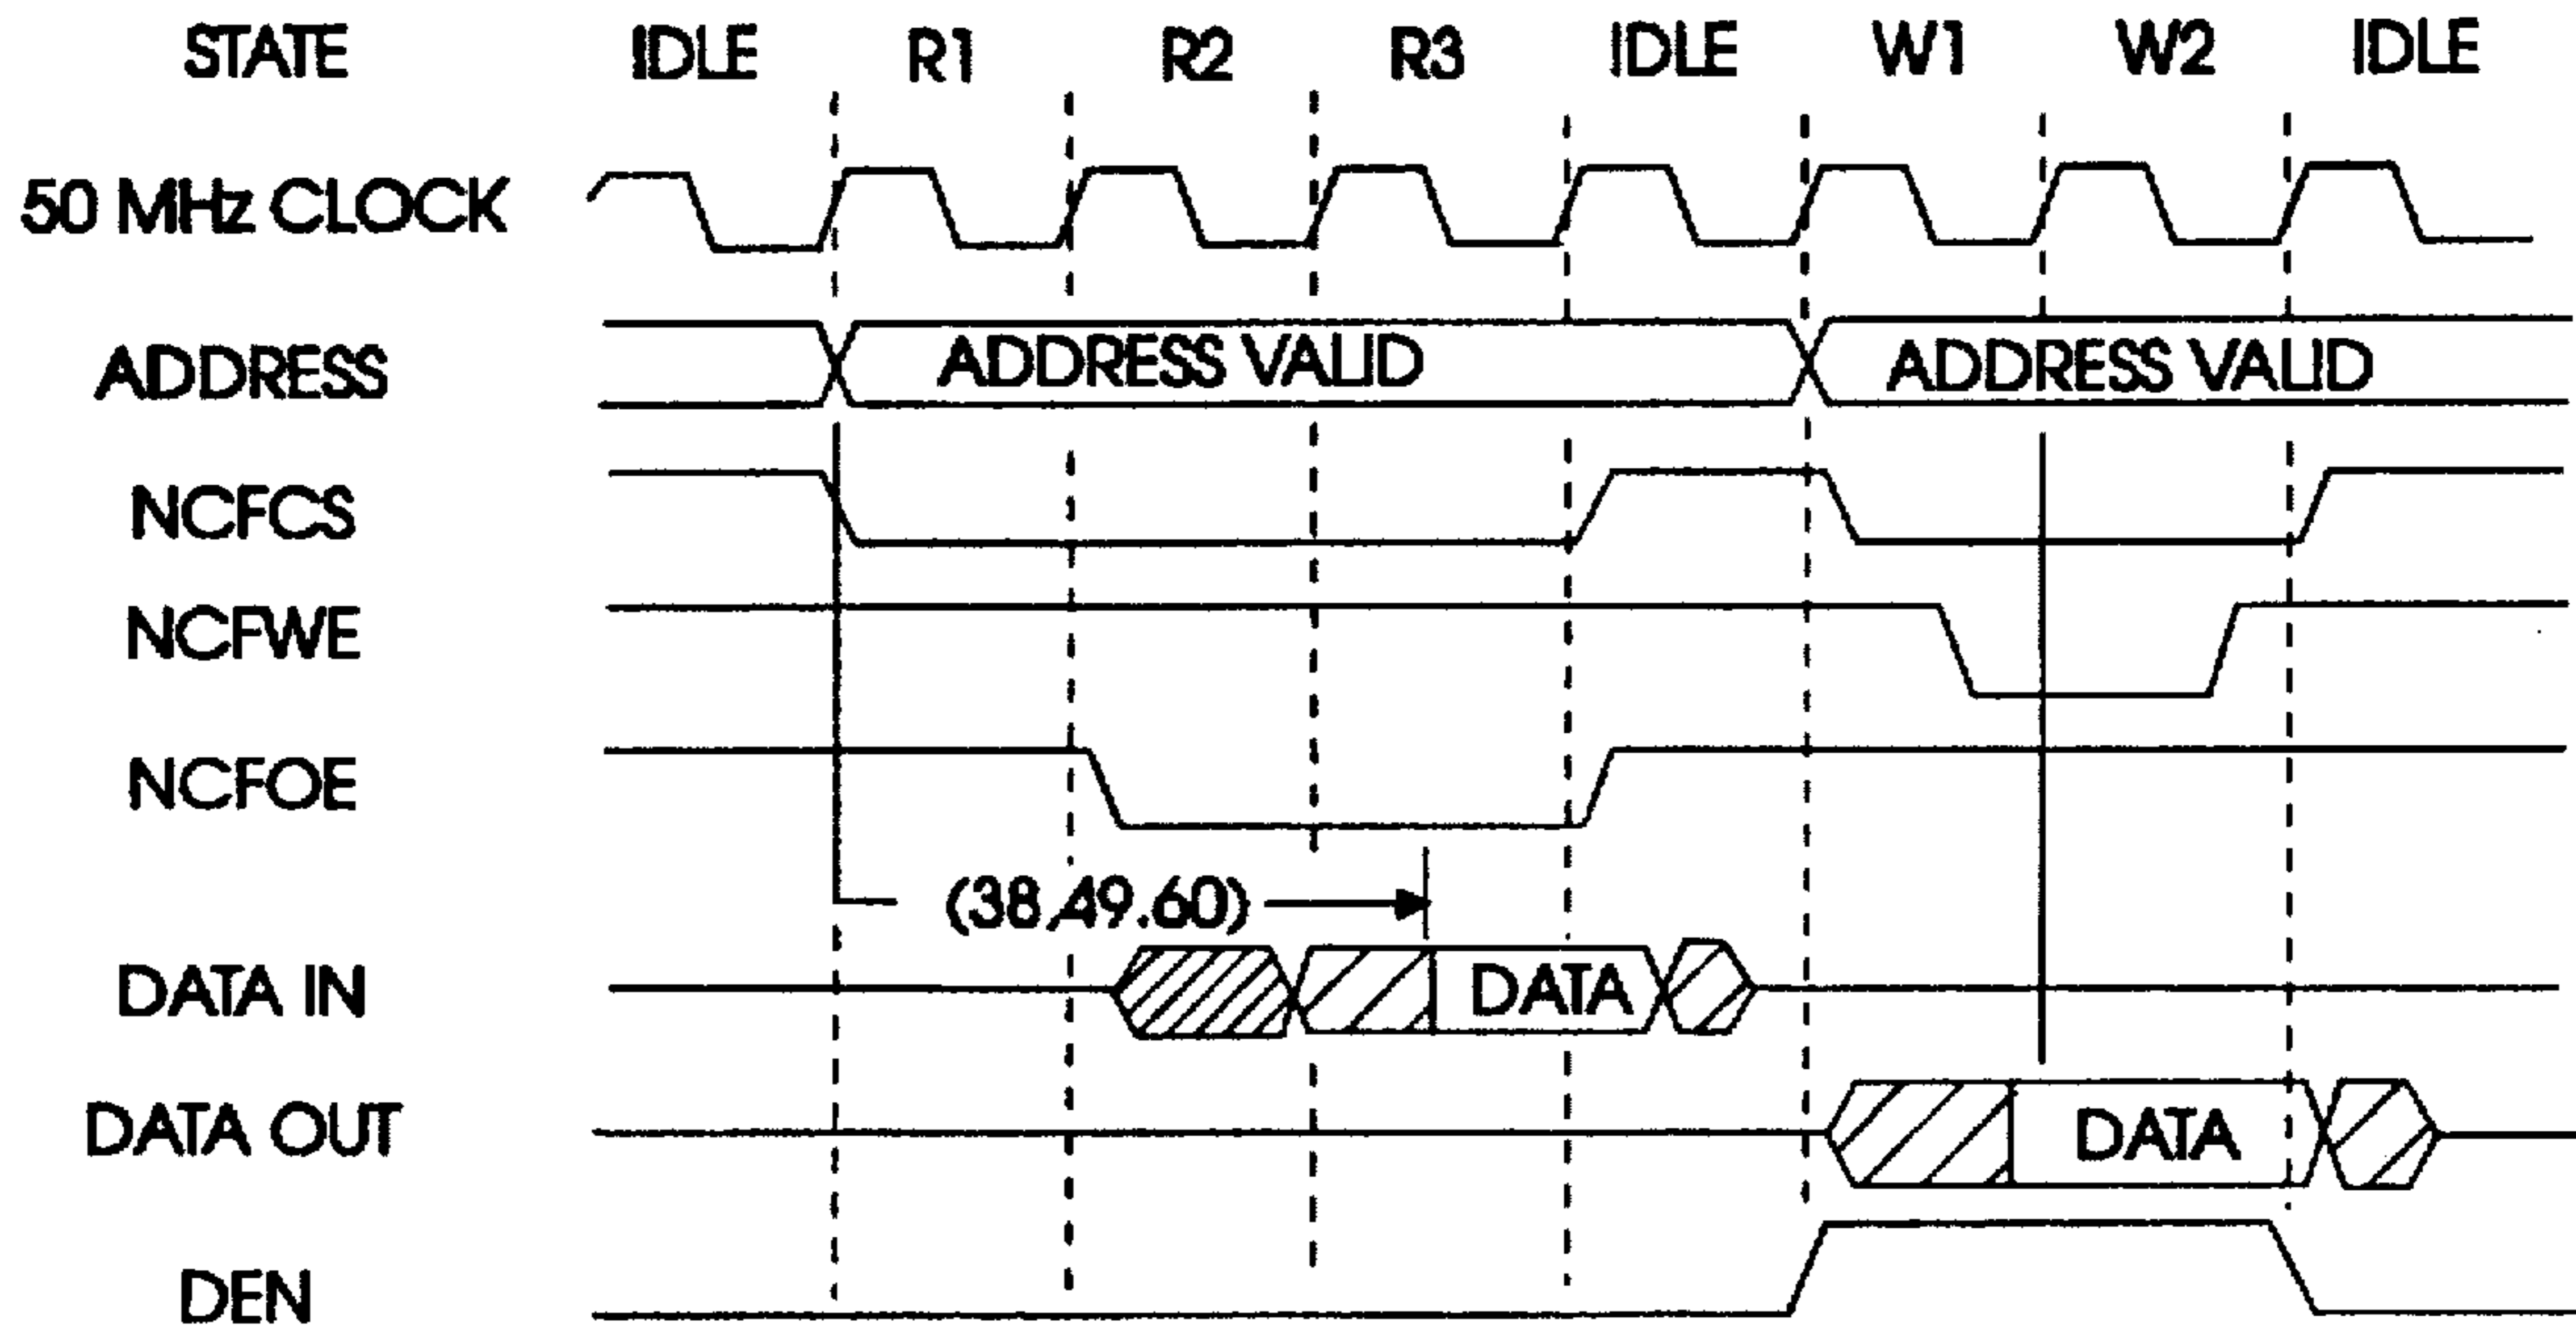 STATE IDLE R1 R2 R3 IDLE W1 W2 IDLE
50 MHz CLOCK
ADDRESS ADDRESS VALID ADDRESS VALID
NCFCS
NCFWE
NCFOE
(38,49.60)
DATA IN DATA
DATA OUT DATA
DEN